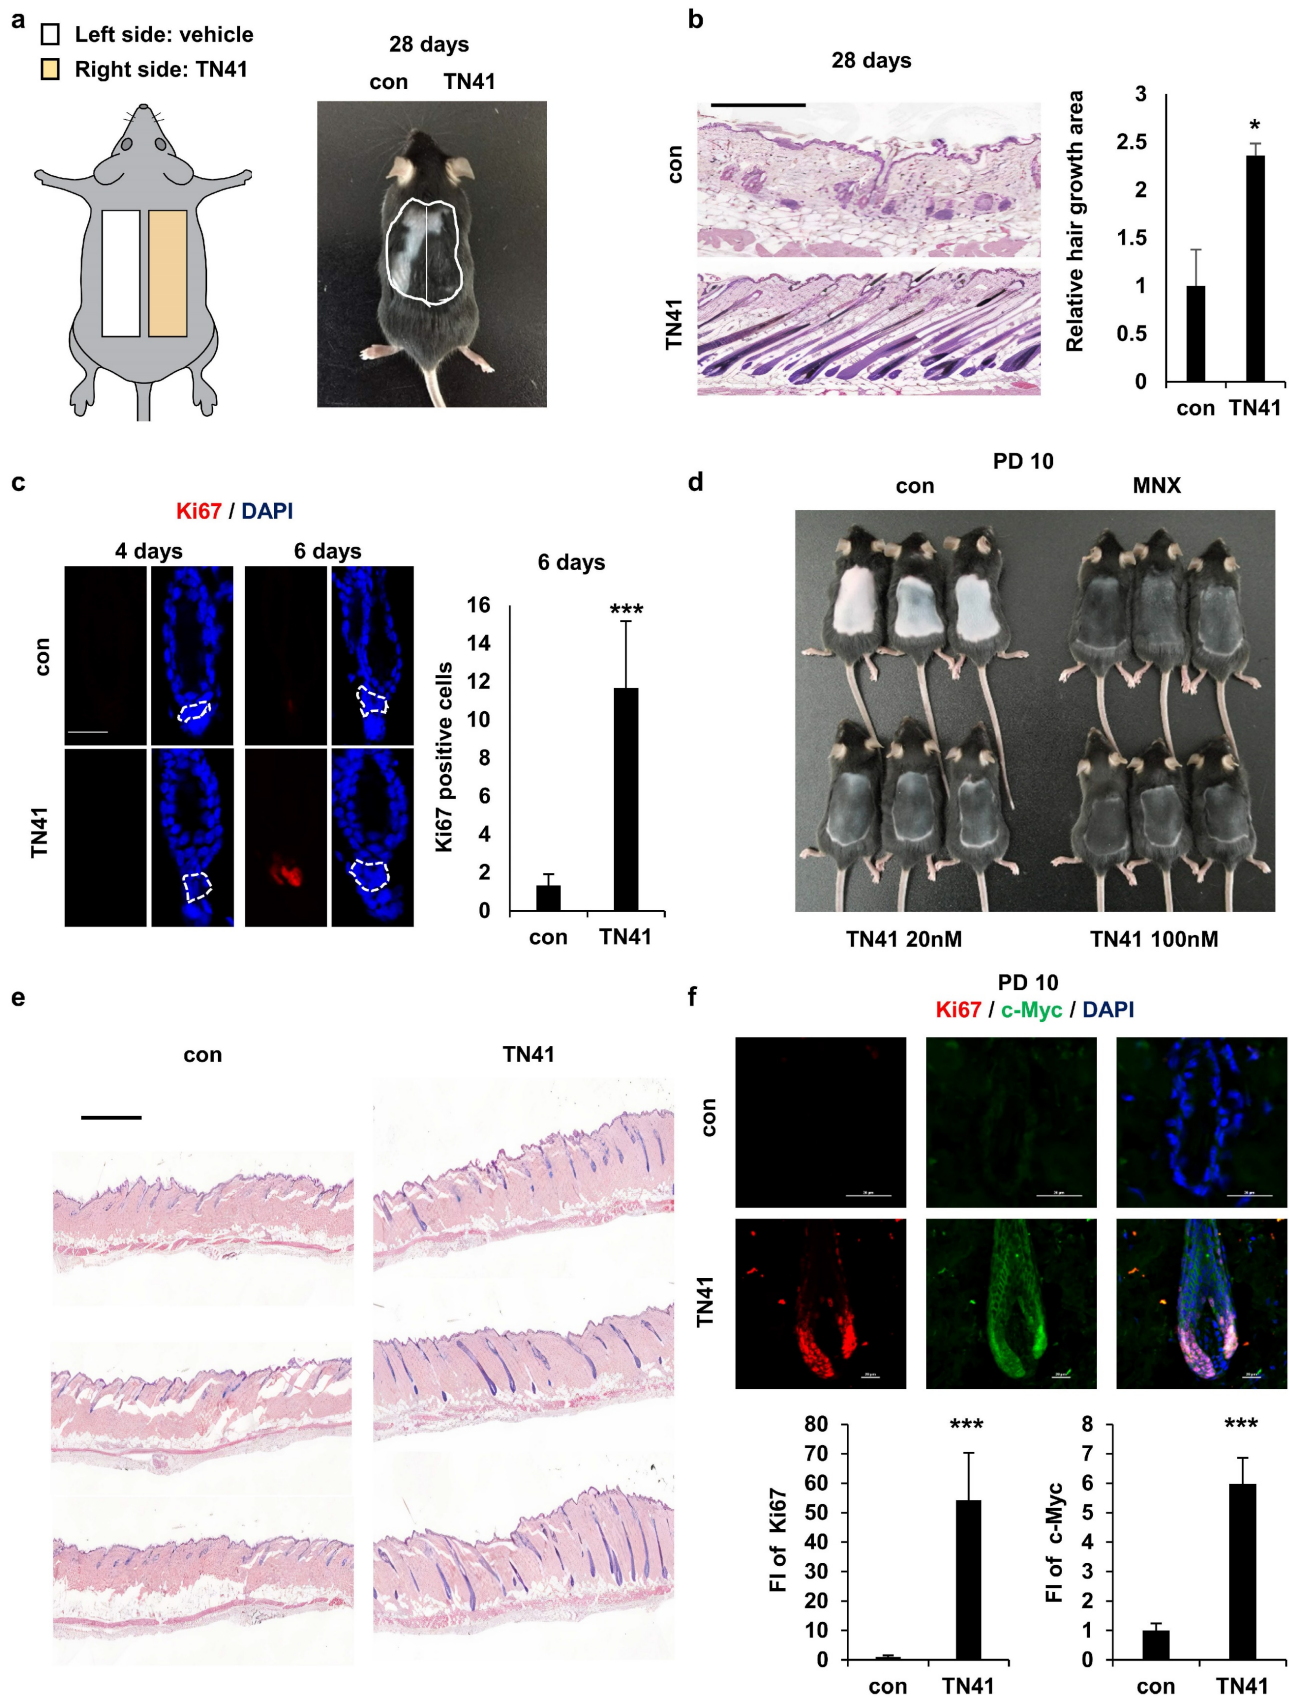 a
Left side: vehicle
Right side: TN41
28 days
con TN41
b
28 days
con
TN41
Relative hair growth area
3
2.5
2
1.5
1
0.5
0
*
con TN41
c
Ki67 / DAPI
4 days 6 days
con
TN41
6 days
Ki67 positive cells
16
14
12
10
8
6
4
2
0
***
con TN41
d
PD 10
con MNX
TN41 20nM TN41 100nM
e
con TN41
f
PD 10
Ki67 / c-Myc / DAPI
con
TN41
FI of Ki67
80
70
60
50
40
30
20
10
0
***
con TN41
FI of c-Myc
8
7
6
5
4
3
2
1
0
***
con TN41